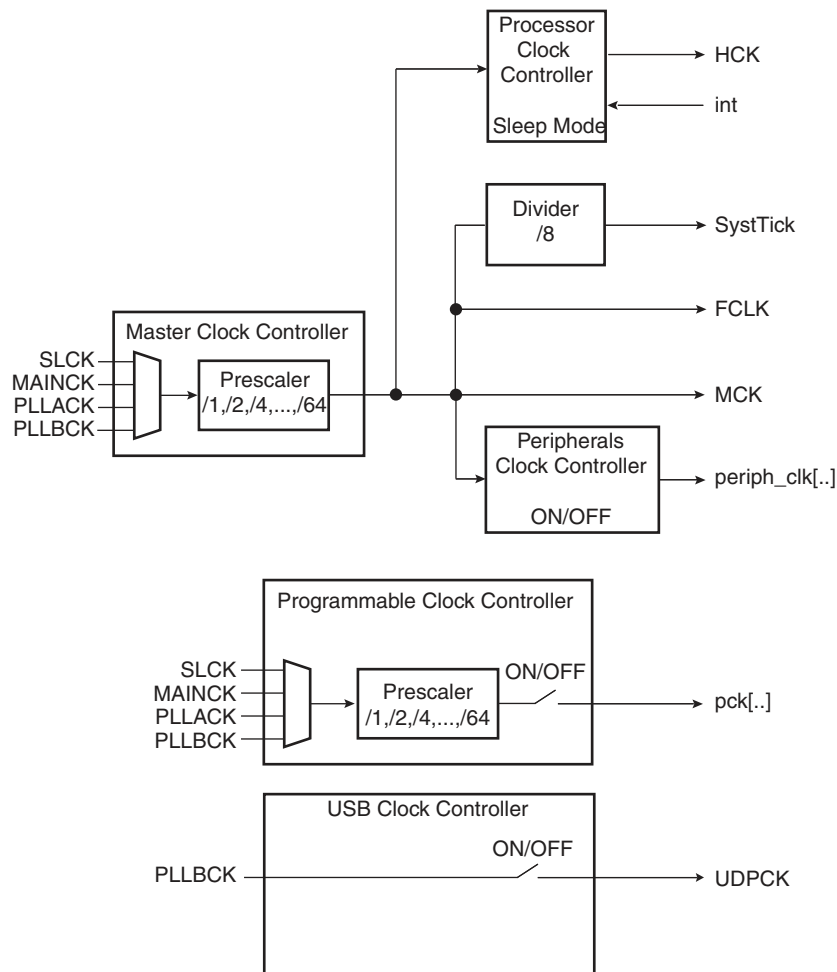 Processor
Clock
Controller
Sleep Mode
HCK
int
Divider
/8
SystTick
FCLK
Master Clock Controller
SLCK
MAINCK
PLLACK
PLLBCK
Prescaler
/1,/2,/4,...,/64
MCK
Peripherals
Clock Controller
ON/OFF
periph_clk[..]
Programmable Clock Controller
SLCK
MAINCK
PLLACK
PLLBCK
Prescaler
/1,/2,/4,...,/64
ON/OFF
pck[..]
USB Clock Controller
ON/OFF
PLLBCK
UDPCK